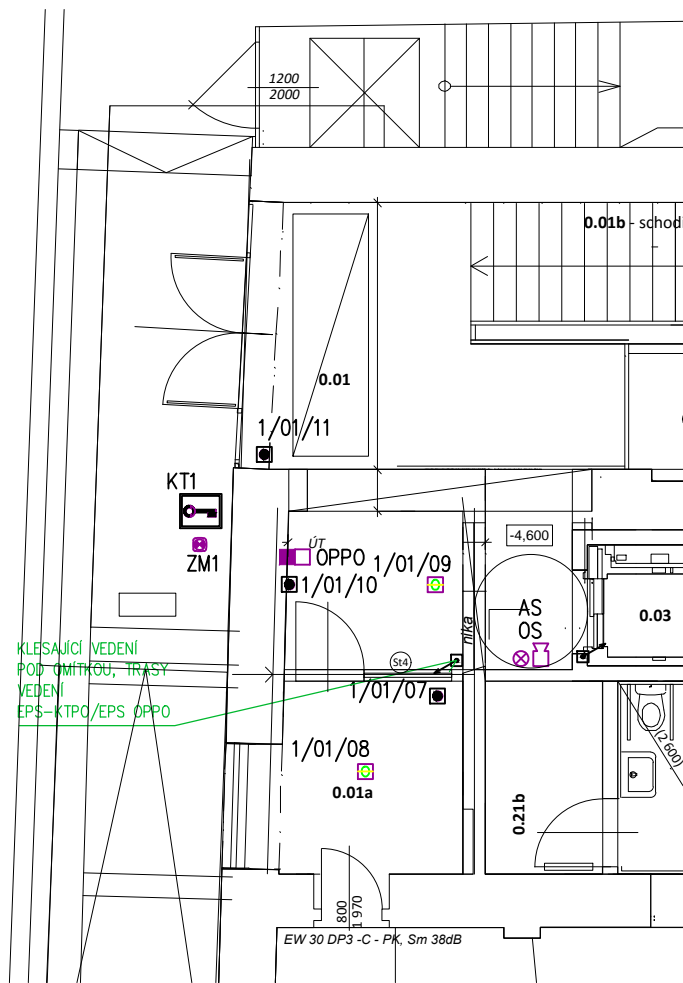 1200
2000
0.01b - schodi
0.01
1/01/11
KT1
ZM1
ÚT
OPPO
1/01/10
1/01/09
-4,600
AS
OS
0.03
nika
KLESAJÍCÍ VEDENÍ
POD OMÍTKOU, TRASY
VEDENÍ
EPS-KTPO/EPS OPPO
St4
1/01/07
1/01/08
0.01a
(2 600)
0.21b
800
1 970
EW 30 DP3 -C - PK, Sm 38dB